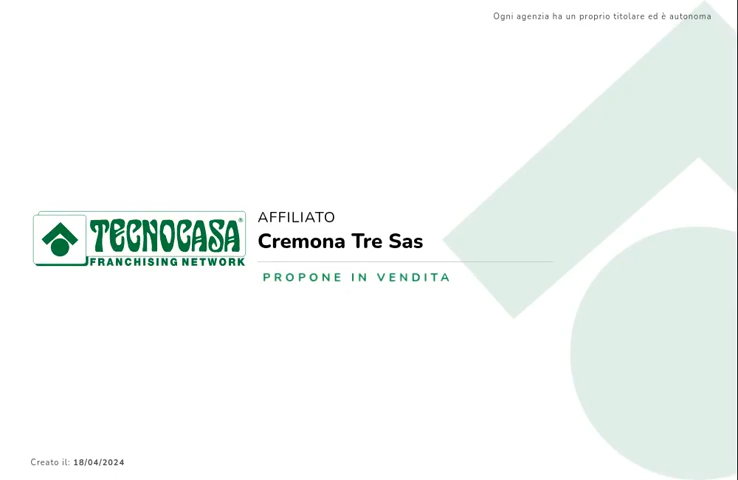 Ogni agenzia ha un proprio titolare ed è autonoma
AFFILIATO
TECNOCASA®
Cremona Tre Sas
FRANCHISING NETWORK
PROPONE IN VENDITA
Creato il: 18/04/2024